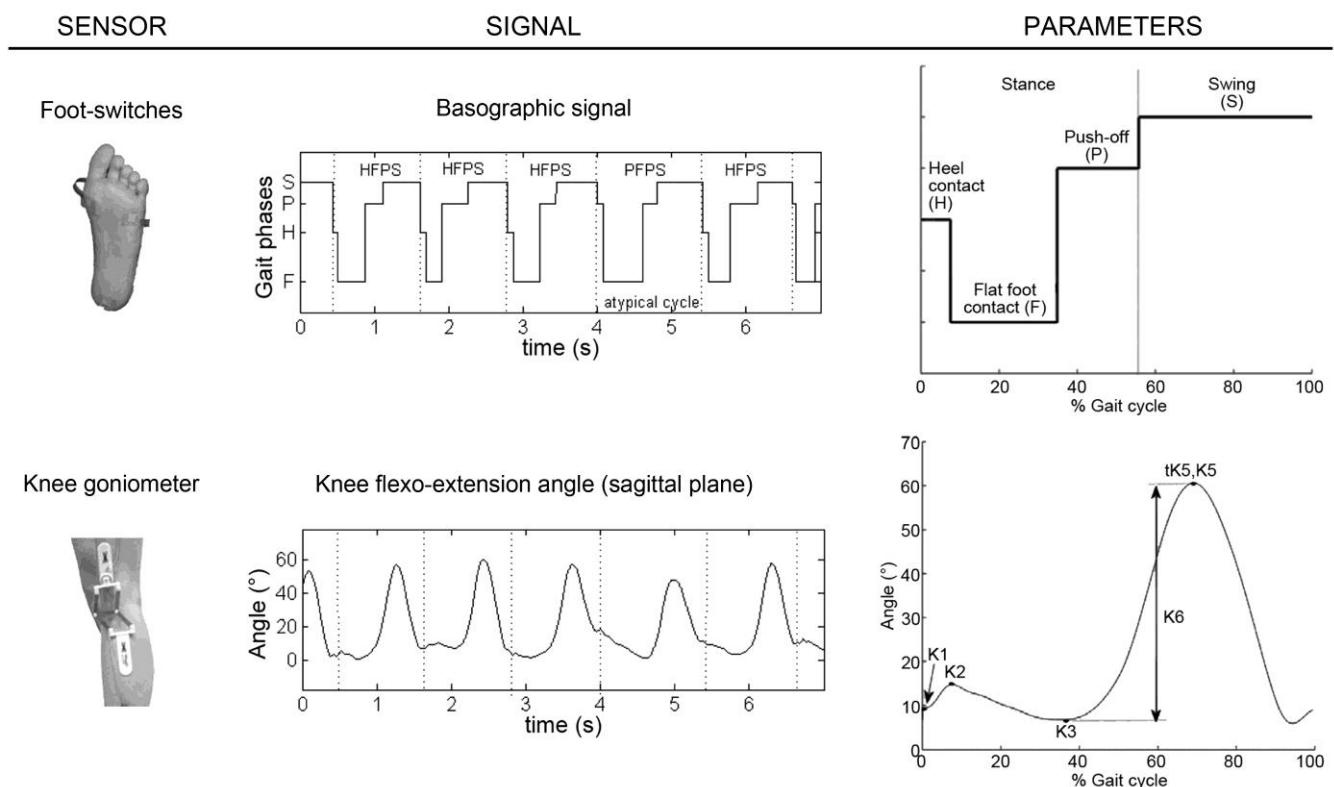 SENSOR SIGNAL PARAMETERS
Foot-switches
Basographic signal
HFPS HFPS HFPS PFPS HFPS
S
P
H
F
Gait phases
atypical cycle
0 1 2 3 4 5 6
time (s)
Stance
Swing
(S)
Push-off
(P)
Heel
contact
(H)
Flat foot
contact (F)
0 20 40 60 80 100
% Gait cycle
Knee goniometer
Knee flexo-extension angle (sagittal plane)
60
40
20
0
Angle (°)
0 1 2 3 4 5 6
time (s)
70
60
50
40
30
20
10
0
Angle (°)
tK5,K5
K6
K1
K2
K3
0 20 40 60 80 100
% Gait cycle